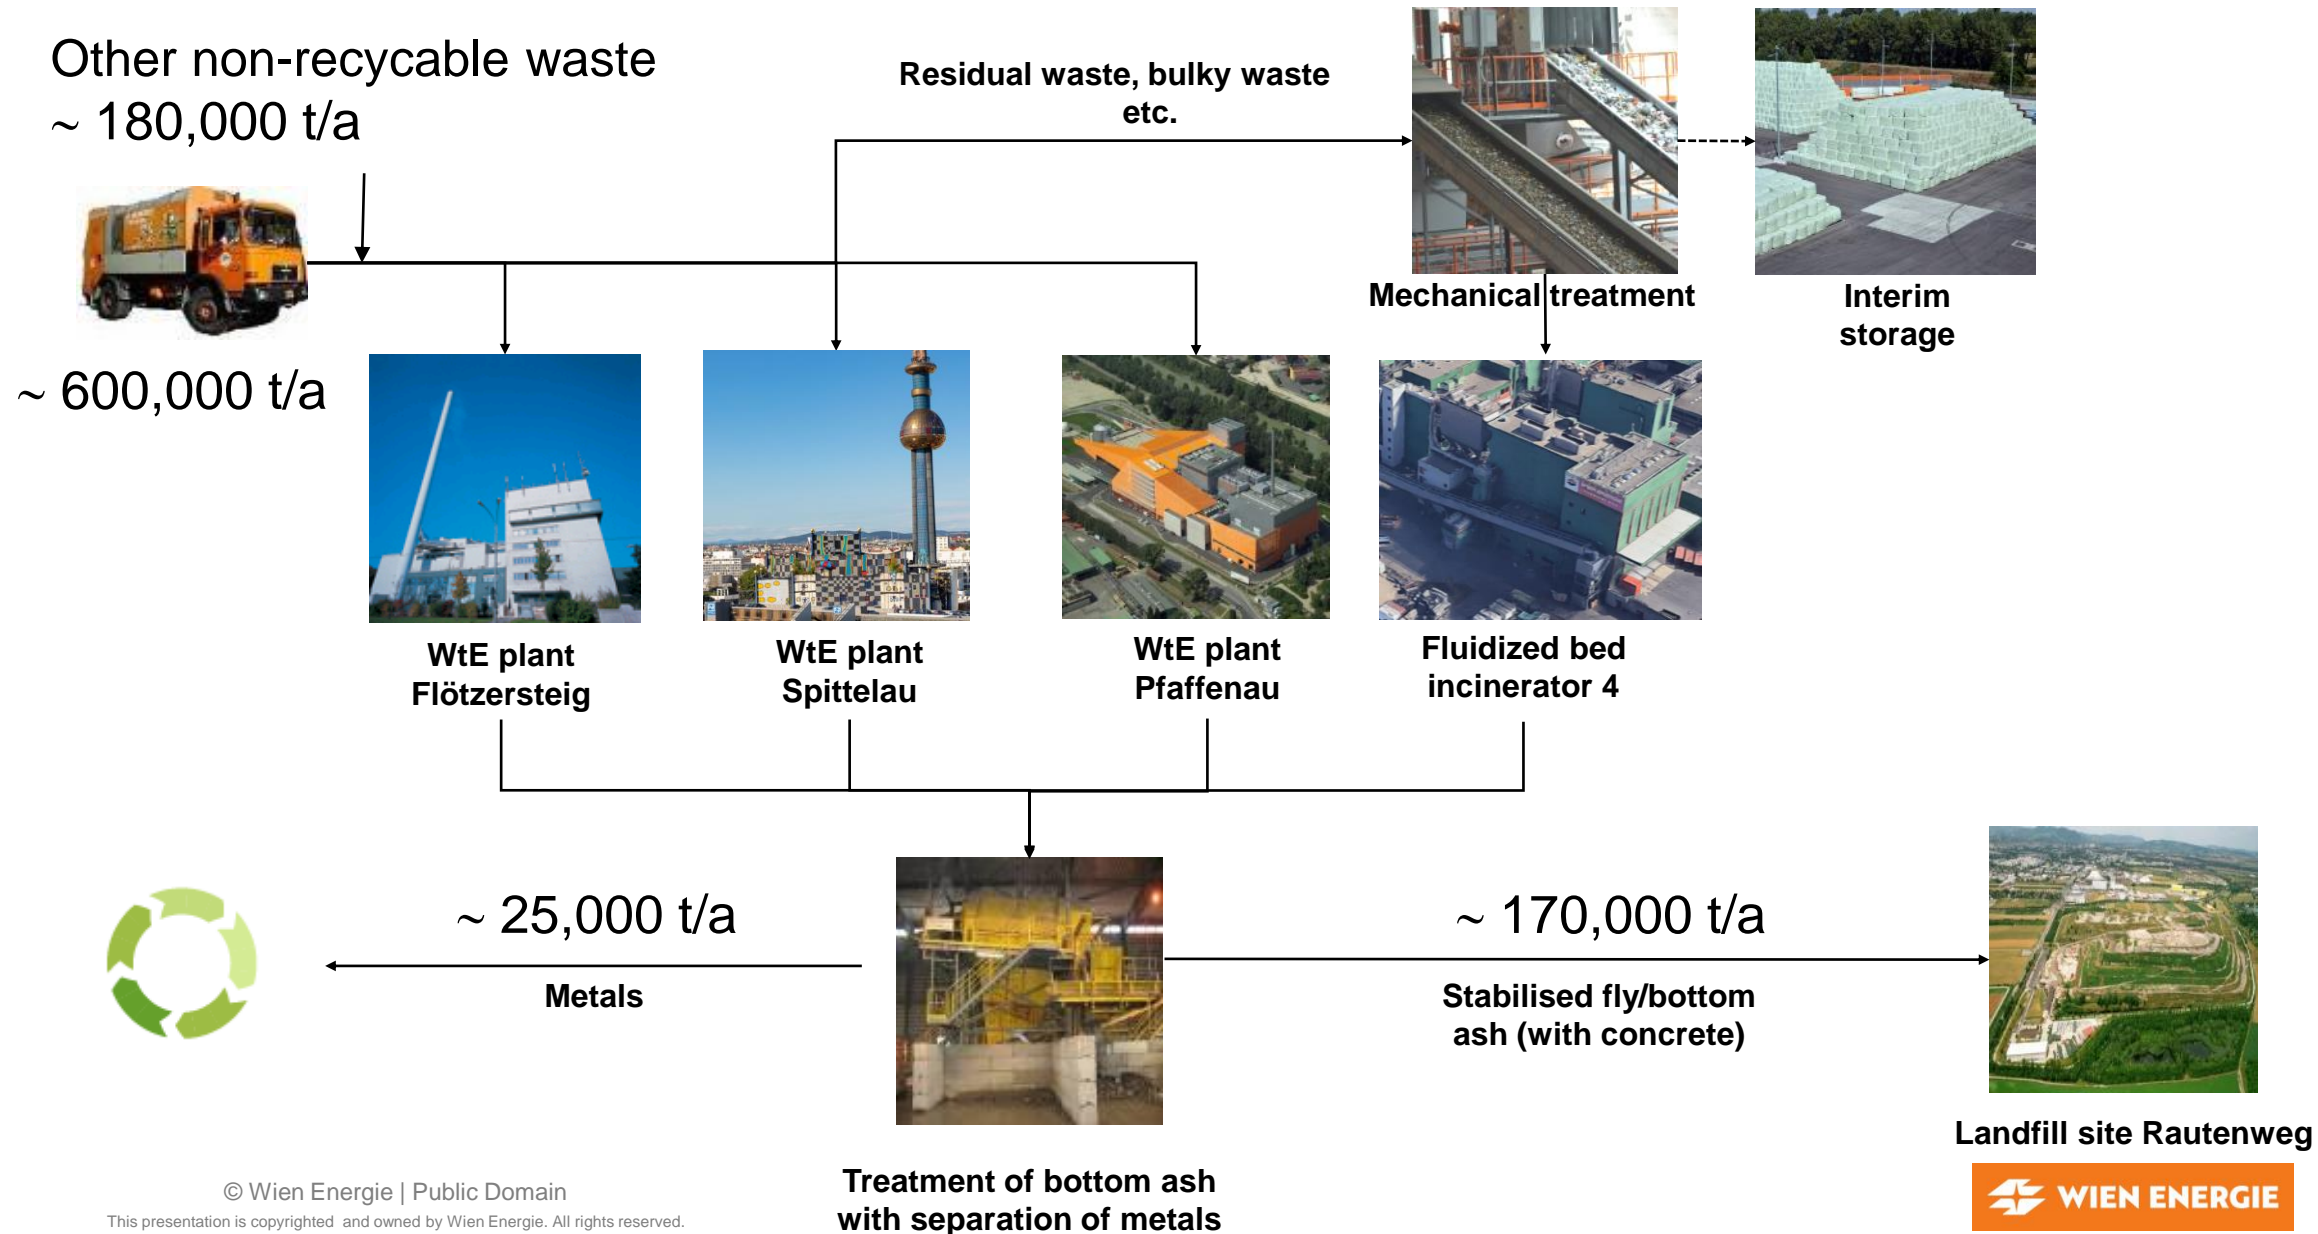 Other non-recycable waste
~ 180,000 t/a
Residual waste, bulky waste
etc.
Mechanical treatment
Interim
storage
~ 600,000 t/a
WtE plant
Flötzersteig
WtE plant
Spittelau
WtE plant
Pfaffenau
Fluidized bed
incinerator 4
~ 25,000 t/a
Metals
~ 170,000 t/a
Stabilised fly/bottom
ash (with concrete)
Landfill site Rautenweg
Treatment of bottom ash
with separation of metals
© Wien Energie | Public Domain
This presentation is copyrighted and owned by Wien Energie. All rights reserved.
WIEN ENERGIE